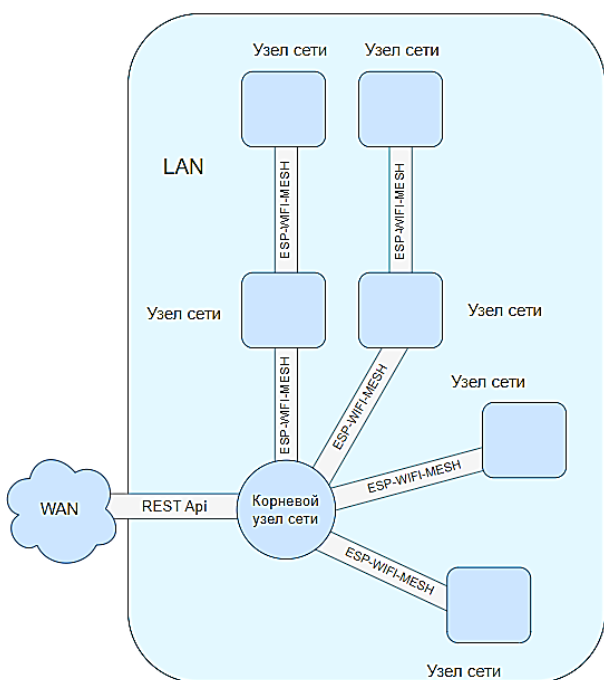 Узел сети
Узел сети
LAN
ESP-WIFI-MESH
ESP-WIFI-MESH
Узел сети
Узел сети
ESP-WIFI-MESH
ESP-WIFI-MESH
Узел сети
ESP-WIFI-MESH
WAN
REST Api
Корневой
узел сети
ESP-WIFI-MESH
Узел сети